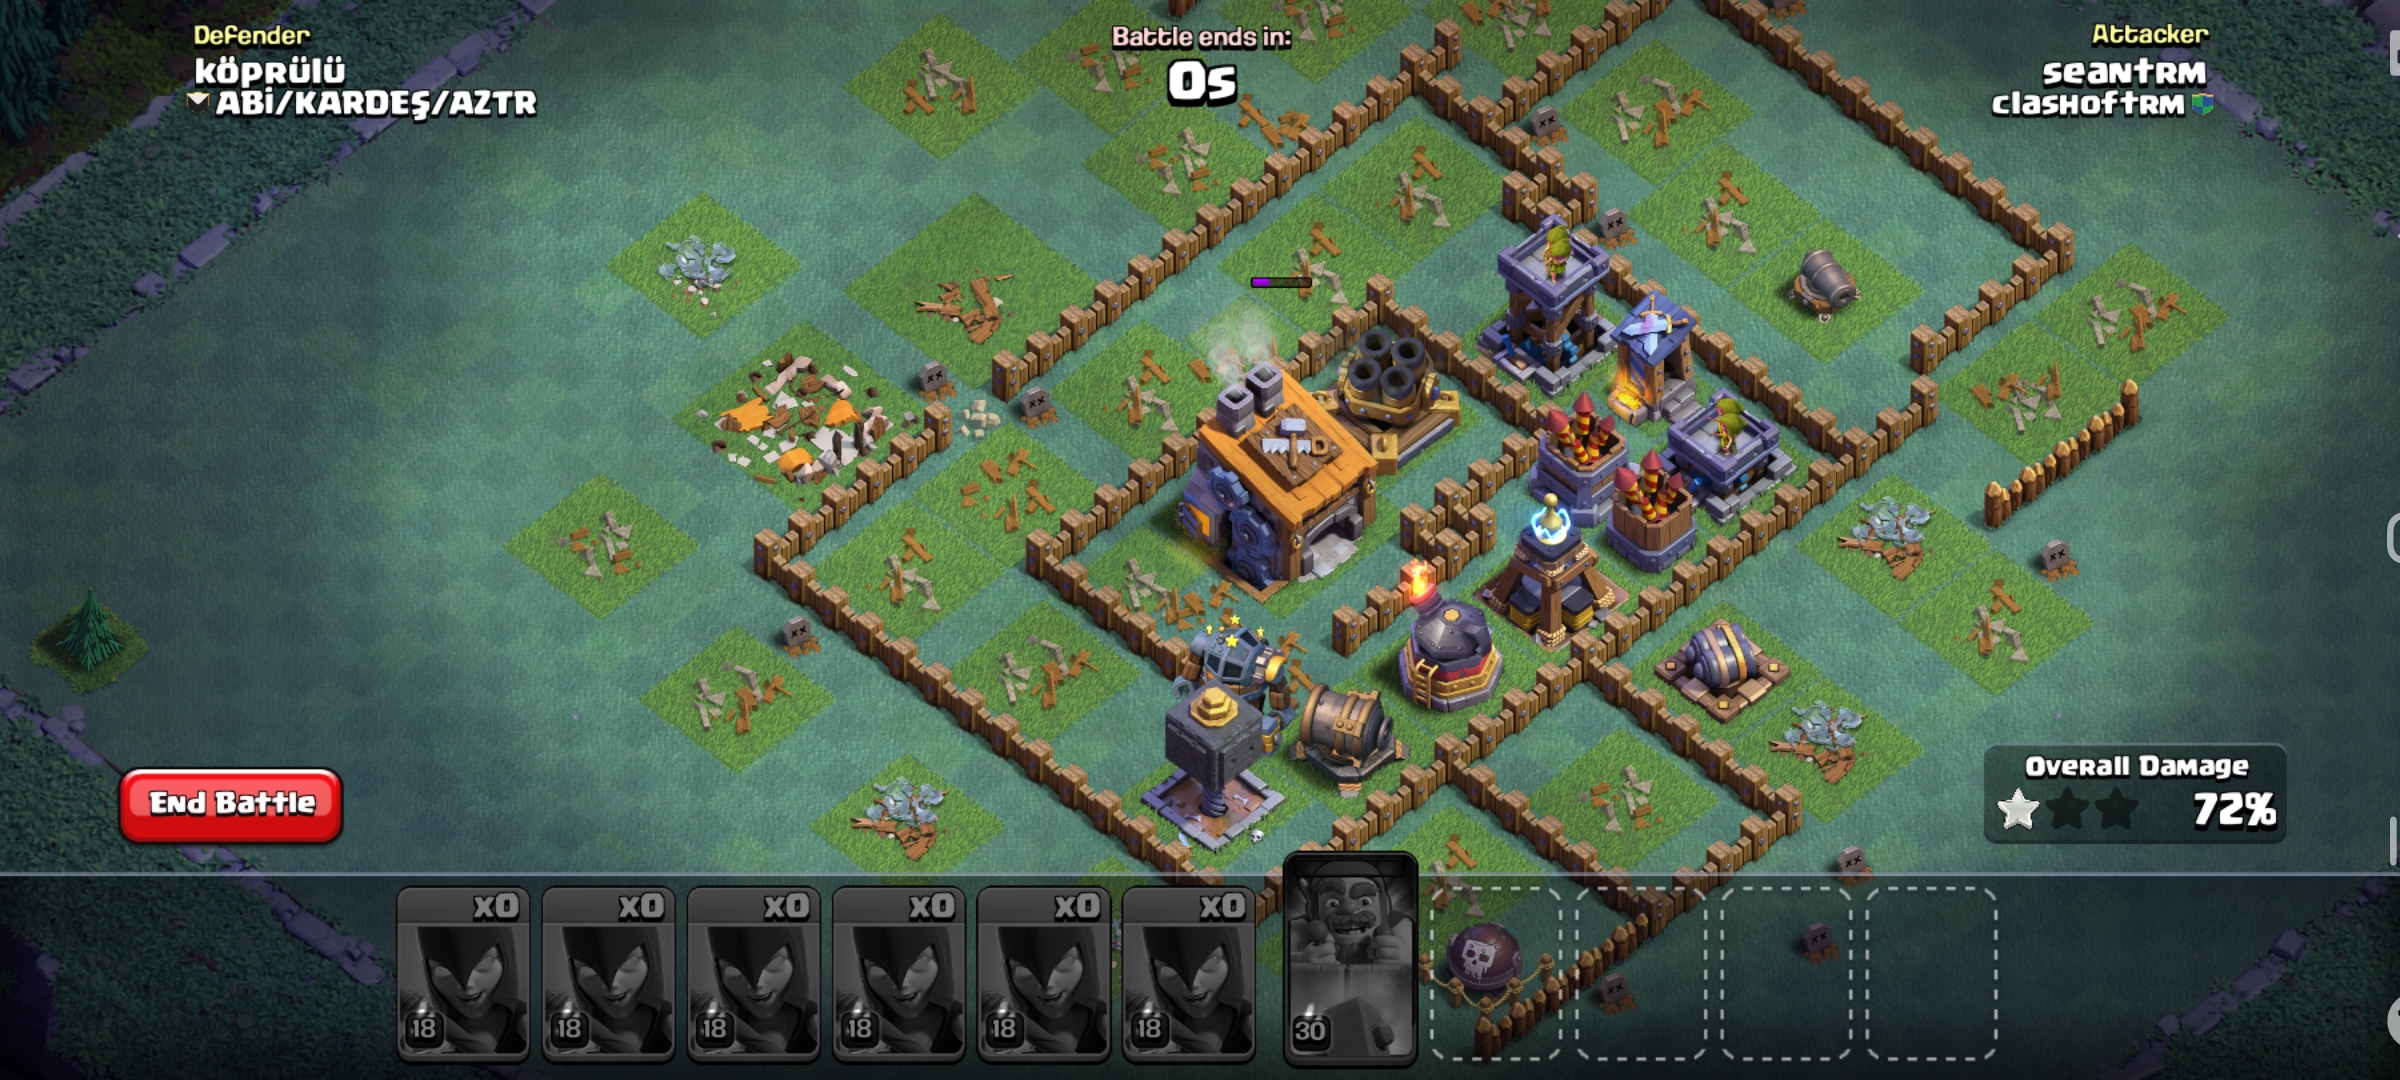 Defender
köprülü
ABİ/KARDEŞ/AZTR
Battle ends in:
0s
Attacker
seantRM
clashoftRM
End Battle
Overall Damage
72%
x0
x0
x0
x0
x0
x0
18
18
18
18
18
18
30